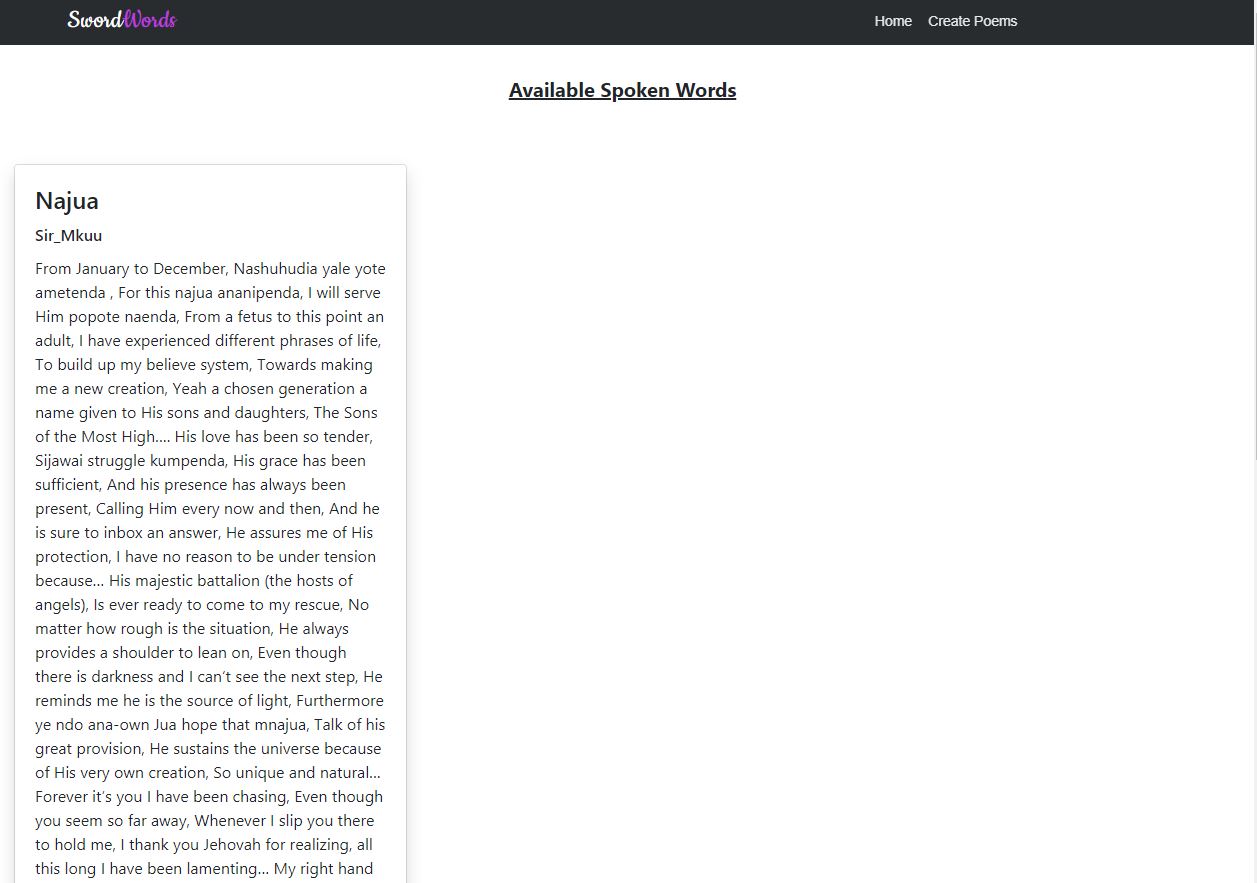 SwordWords
Home
Create Poems
Available Spoken Words
Najua
Sir_Mkuu
From January to December, Nashuhudia yale yote
ametenda , For this najua ananipenda, I will serve
Him popote naenda, From a fetus to this point an
adult, I have experienced different phrases of life,
To build up my believe system, Towards making
me a new creation, Yeah a chosen generation a
name given to His sons and daughters, The Sons
of the Most High.... His love has been so tender,
Sijawai struggle kumpenda, His grace has been
sufficient, And his presence has always been
present, Calling Him every now and then, And he
is sure to inbox an answer, He assures me of His
protection, I have no reason to be under tension
because... His majestic battalion (the hosts of
angels), Is ever ready to come to my rescue, No
matter how rough is the situation, He always
provides a shoulder to lean on, Even though
there is darkness and I can't see the next step, He
reminds me he is the source of light, Furthermore
ye ndo ana-own Jua hope that mnajua, Talk of his
great provision, He sustains the universe because
of His very own creation, So unique and natural...
Forever it's you I have been chasing, Even though
you seem so far away, Whenever I slip you there
to hold me, I thank you Jehovah for realizing, all
this long I have been lamenting... My right hand